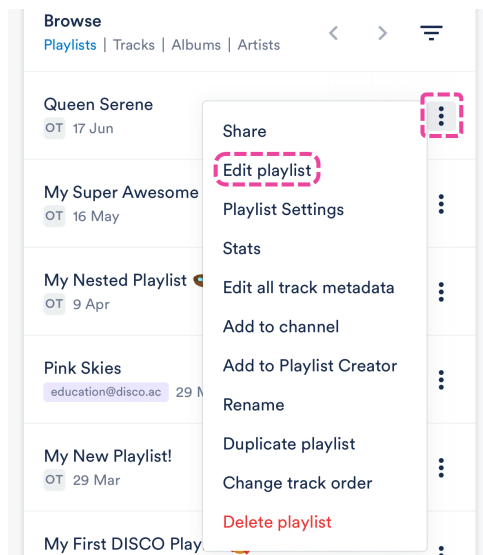 Browse
Playlists | Tracks | Albums | Artists
Queen Serene
OT 17 Jun
My Super Awesome
OT 16 May
My Nested Playlist
OT 9 Apr
Pink Skies
education@disco.ac 29
My New Playlist!
OT 29 Mar
My First DISCO
Share
Edit playlist
Playlist Settings
Stats
Edit all track metadata
Add to channel
Add to Playlist Creator
Rename
Duplicate playlist
Change track order
Delete playlist